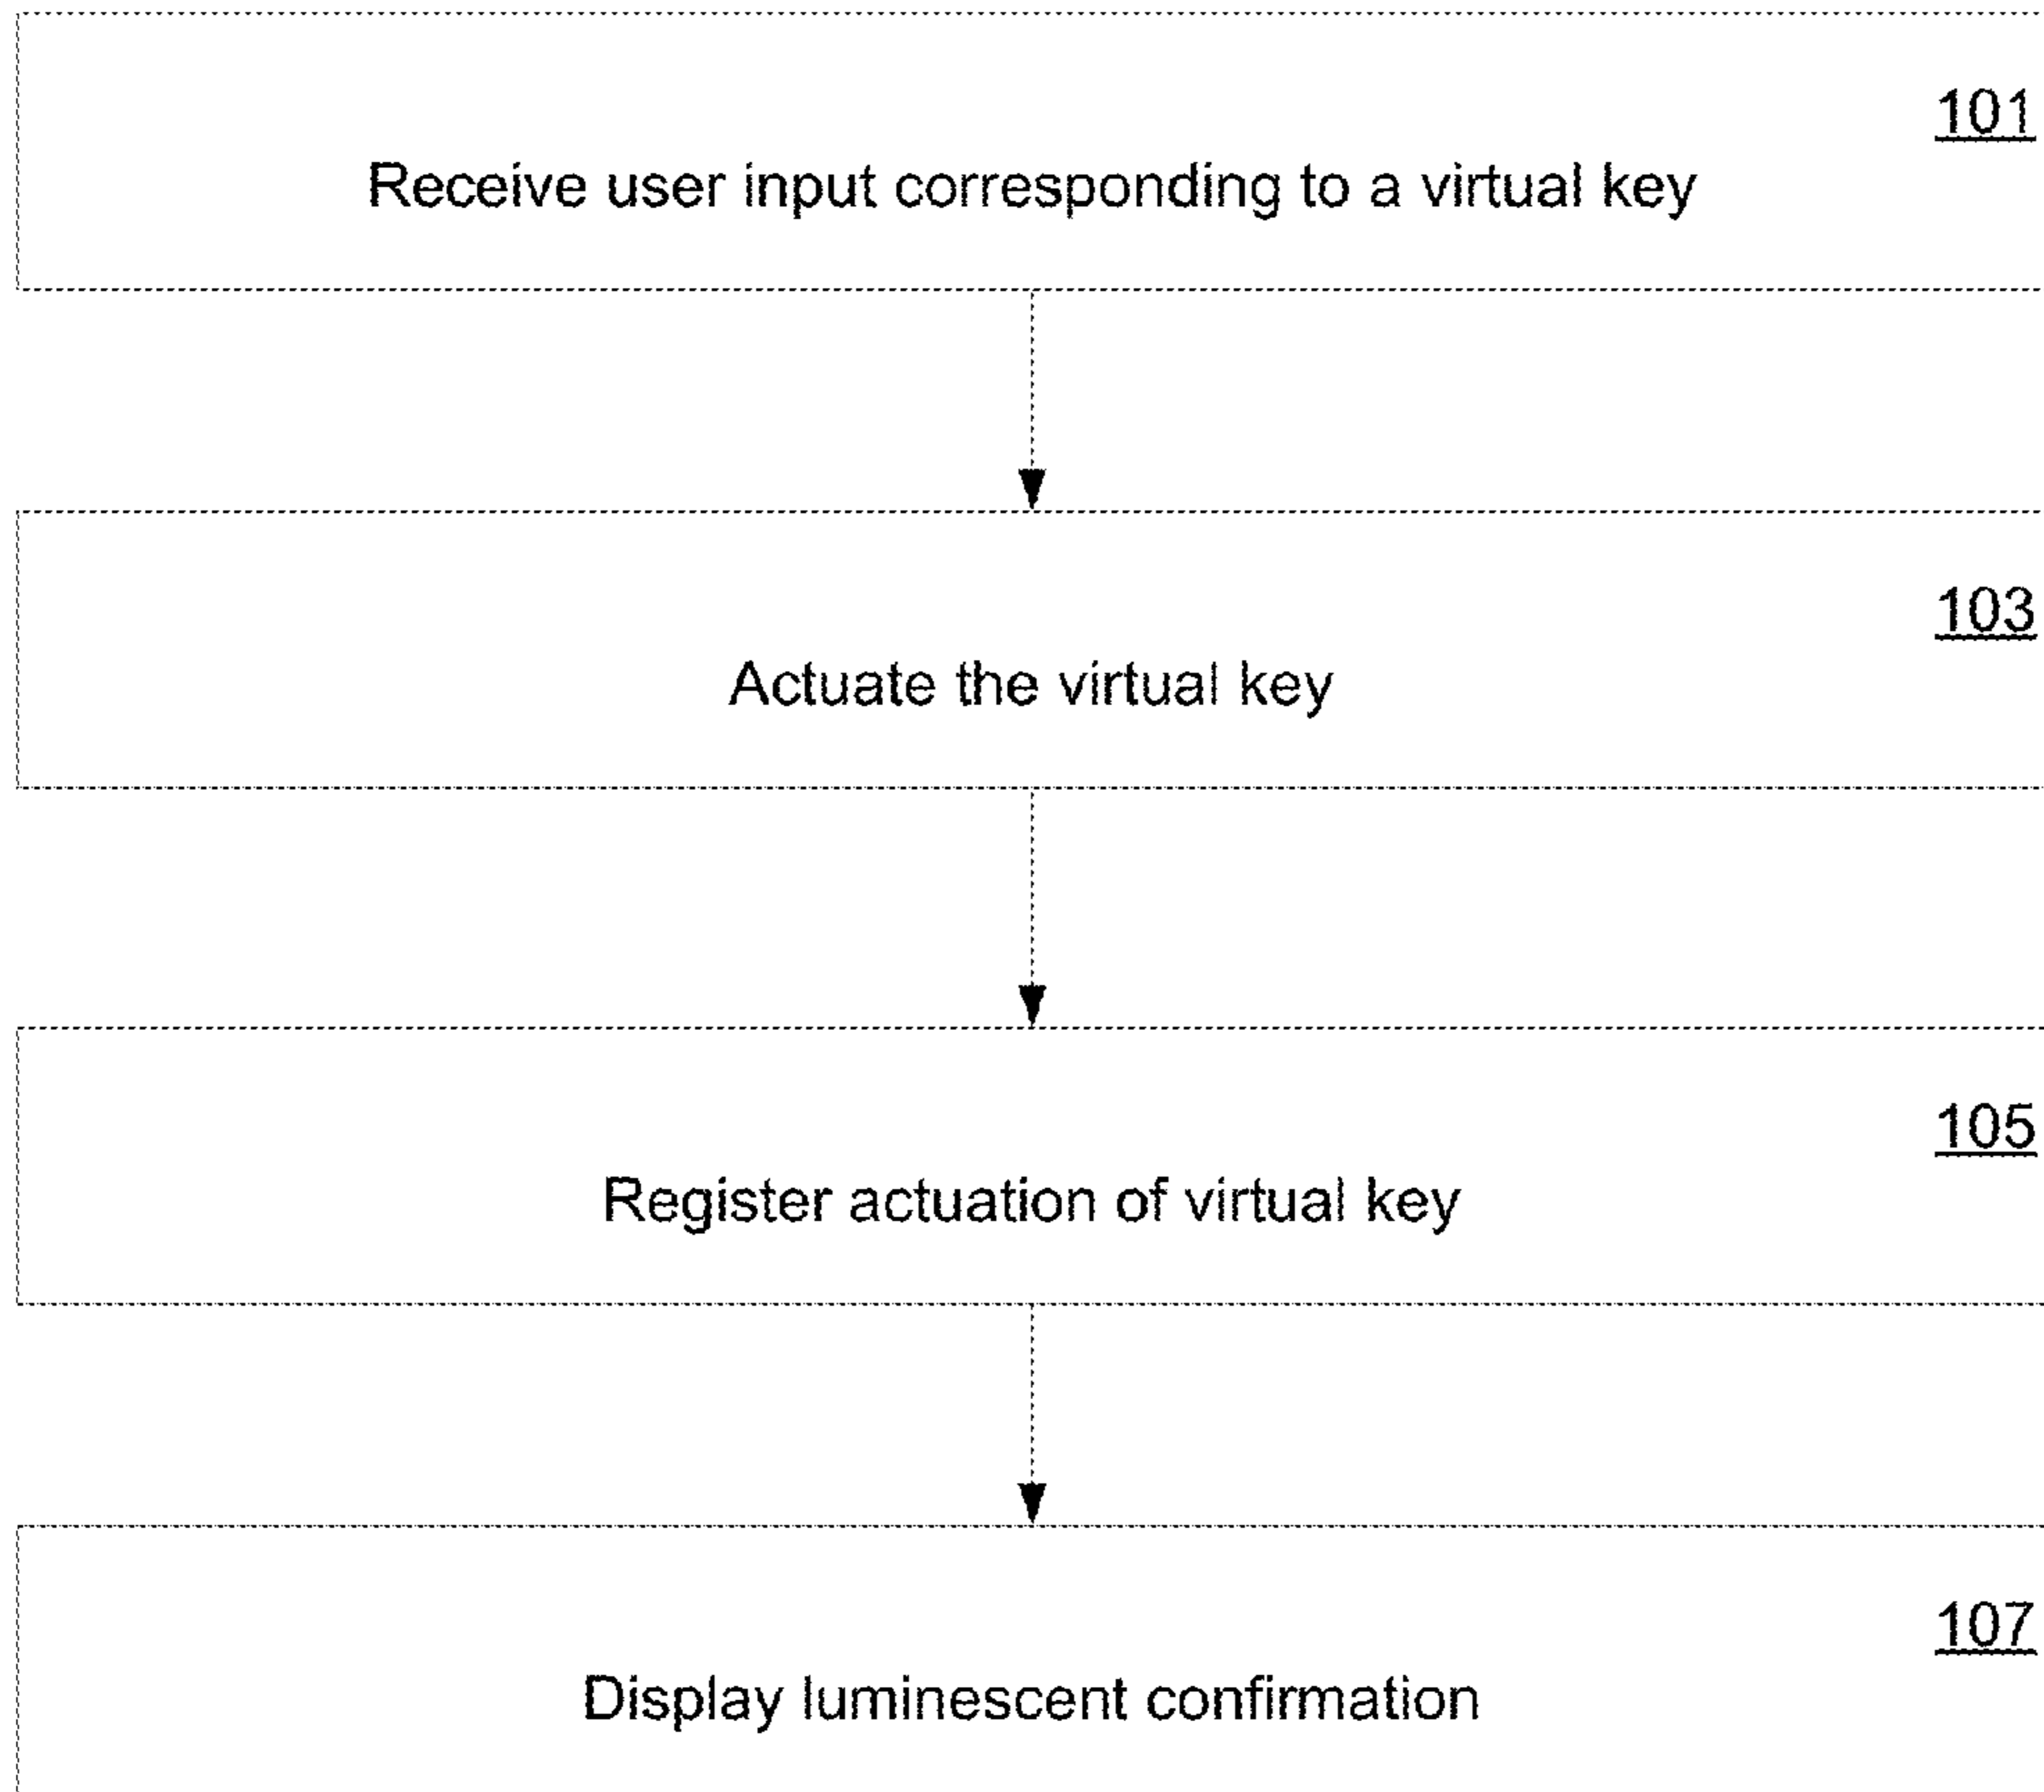 101
Receive user input corresponding to a virtual key
103
Actuate the virtual key
105
Register actuation of virtual key
107
Display luminescent confirmation